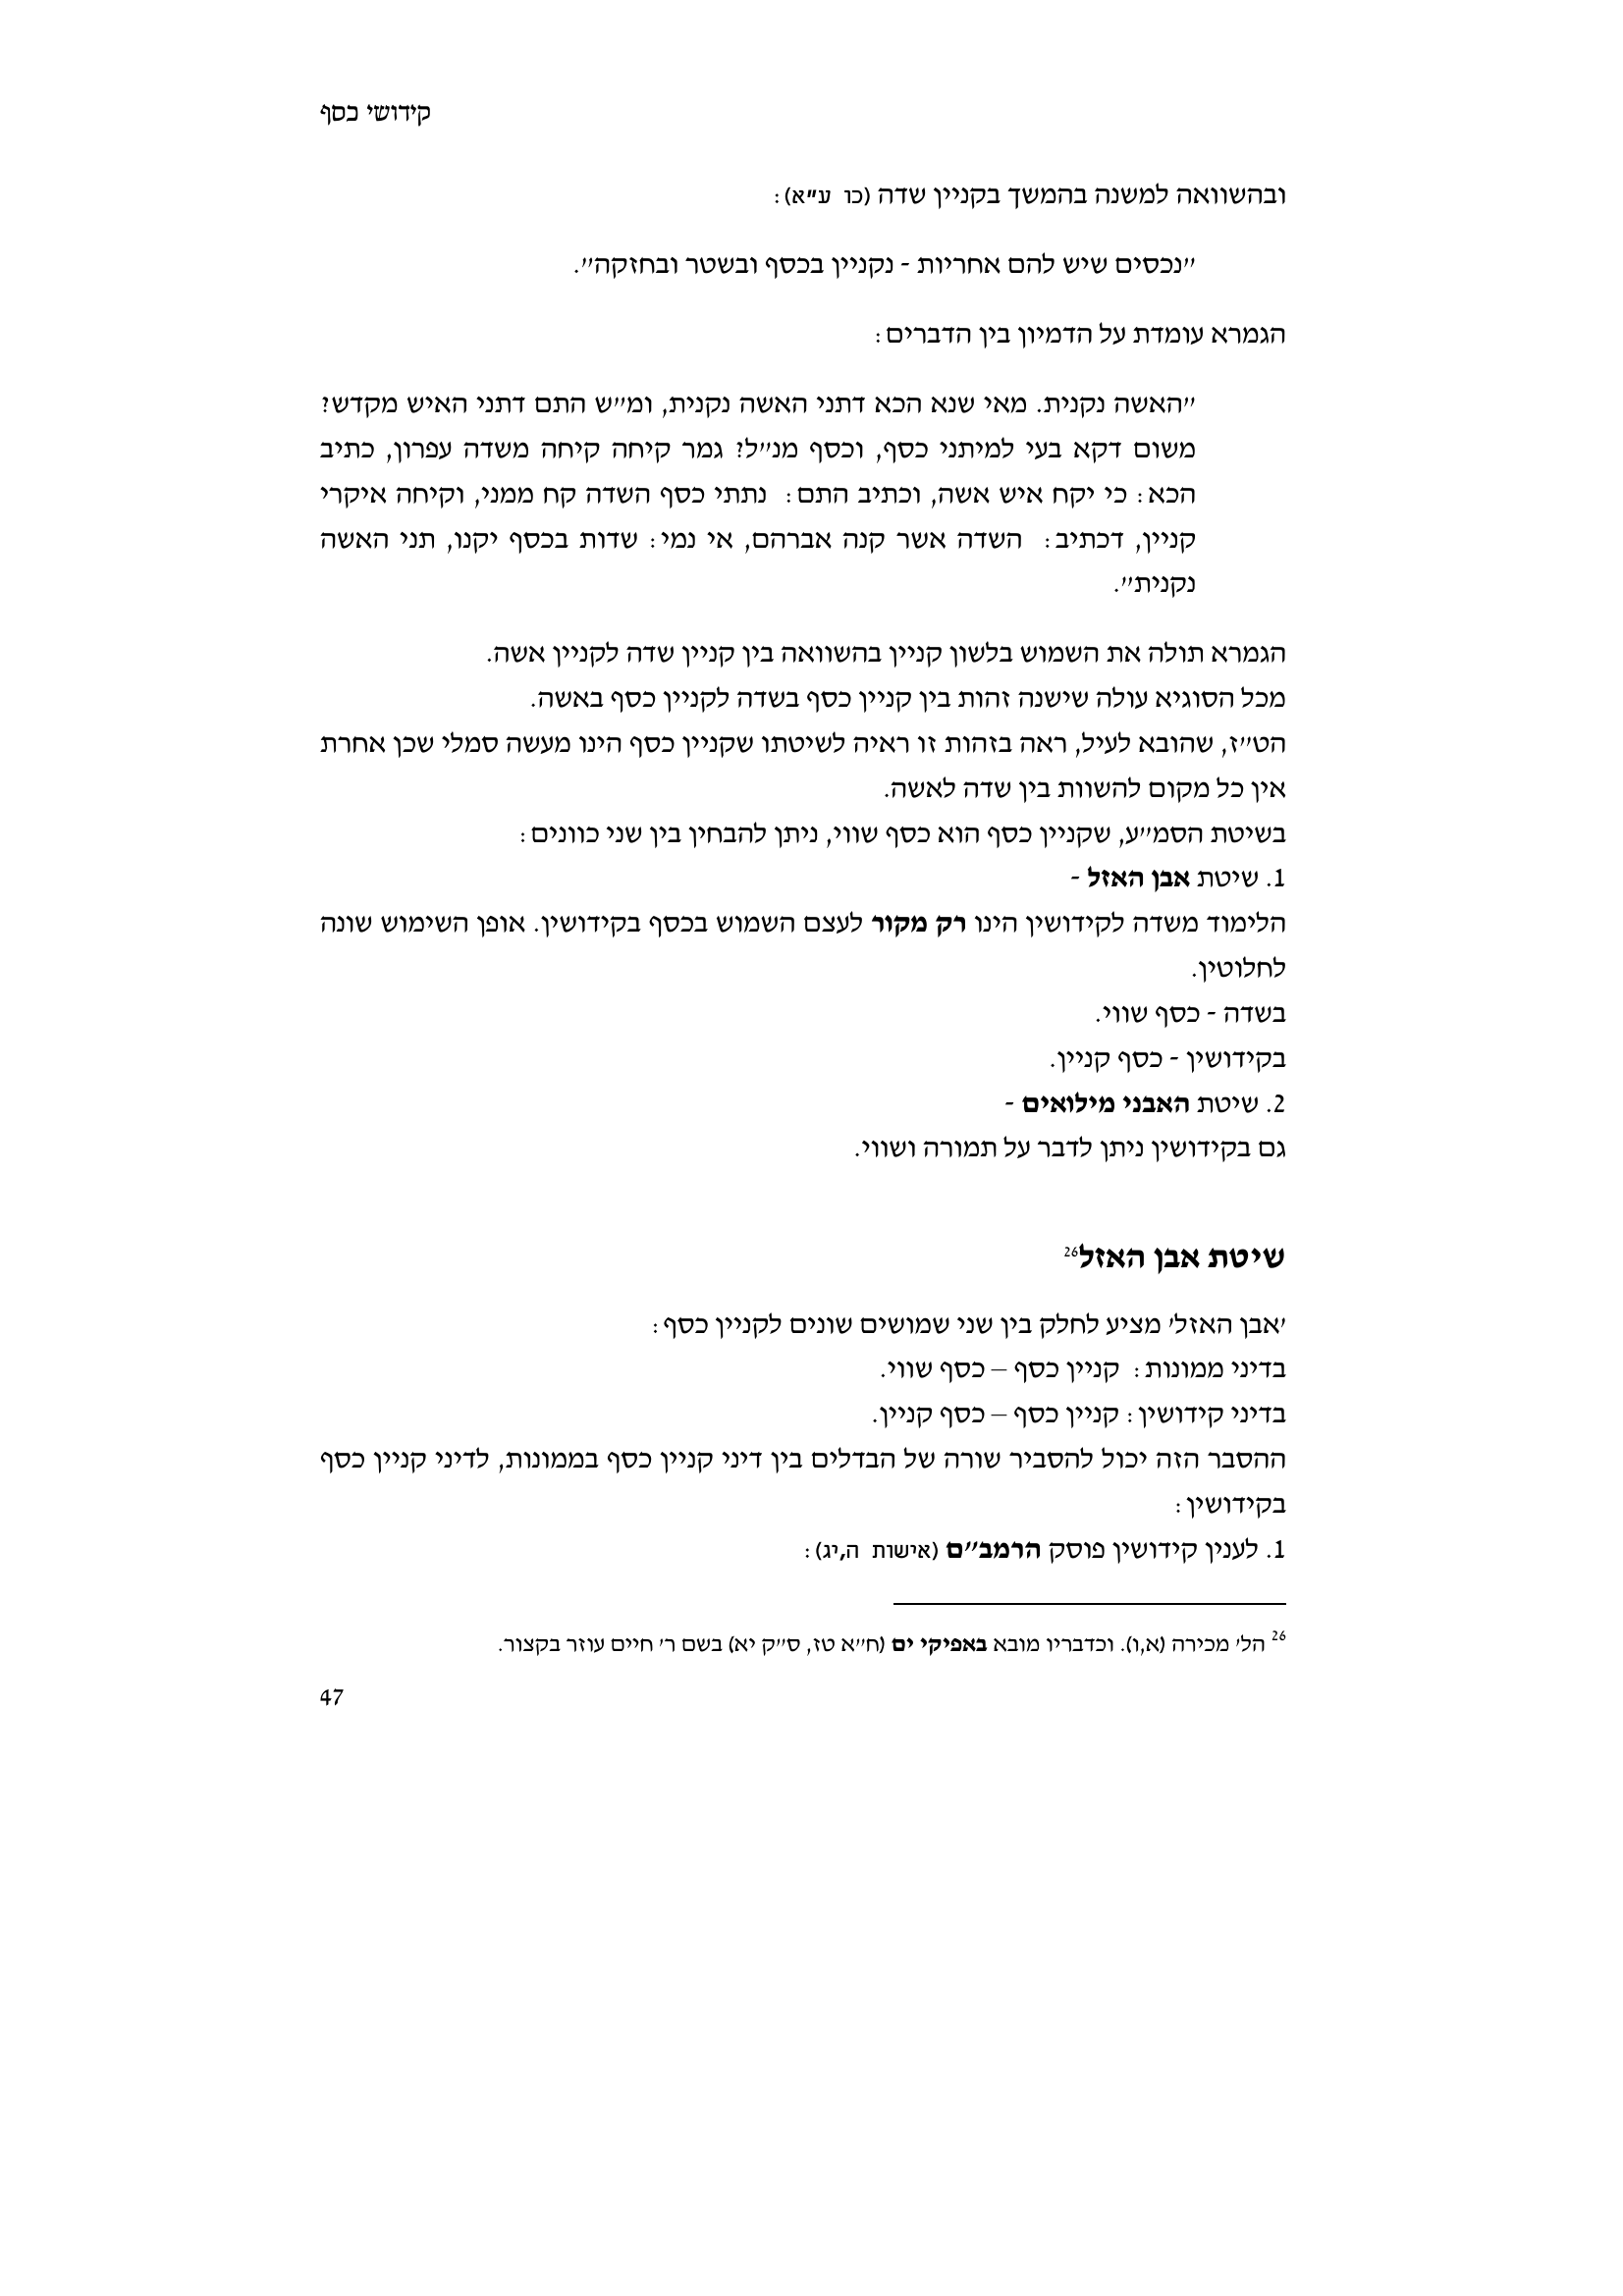 קידושי כסף
ובהשוואה למשנה בהמשך בקניין שדה (כו ע"א):
"נכסים שיש להם אחריות - נקניין בכסף ובשטר ובחזקה".
הגמרא עומדת על הדמיון בין הדברים:
"האשה נקנית. מאי שנא הכא דתני האשה נקנית, ומ"ש התם דתני האיש מקדש?
משום דקא בעי למיתני כסף, וכסף מנ"ל? גמר קיחה קיחה משדה עפרון, כתיב
הכא: כי יקח איש אשה, וכתיב התם: נתתי כסף השדה קח ממני, וקיחה איקרי
קניין, דכתיב: השדה אשר קנה אברהם, אי נמי: שדות בכסף יקנו, תני האשה
נקנית".
הגמרא תולה את השמוש בלשון קניין בהשוואה בין קניין שדה לקניין אשה.
מכל הסוגיא עולה שישנה זהות בין קניין כסף בשדה לקניין כסף באשה.
הט"ז, שהובא לעיל, ראה בזהות זו ראיה לשיטתו שקניין כסף הינו מעשה סמלי שכן אחרת
אין כל מקום להשוות בין שדה לאשה.
בשיטת הסמ"ע, שקניין כסף הוא כסף שווי, ניתן להבחין בין שני כוונים:
1. שיטת אבן האזל -
הלימוד משדה לקידושין הינו רק מקור לעצם השמוש בכסף בקידושין. אופן השימוש שונה
לחלוטין.
בשדה - כסף שווי.
בקידושין - כסף קניין.
2. שיטת האבני מילואים -
גם בקידושין ניתן לדבר על תמורה ושווי.
שיטת אבן האזל26
'אבן האזל' מציע לחלק בין שני שמושים שונים לקניין כסף:
בדיני ממונות: קניין כסף – כסף שווי.
בדיני קידושין: קניין כסף – כסף קניין.
ההסבר הזה יכול להסביר שורה של הבדלים בין דיני קניין כסף בממונות, לדיני קניין כסף
בקידושין:
1. לענין קידושין פוסק הרמב"ם (אישות ה,יג):
26 הל' מכירה (א,ו). וכדבריו מובא באפיקי ים (ח"א טז, ס"ק יא) בשם ר' חיים עוזר בקצור.
47